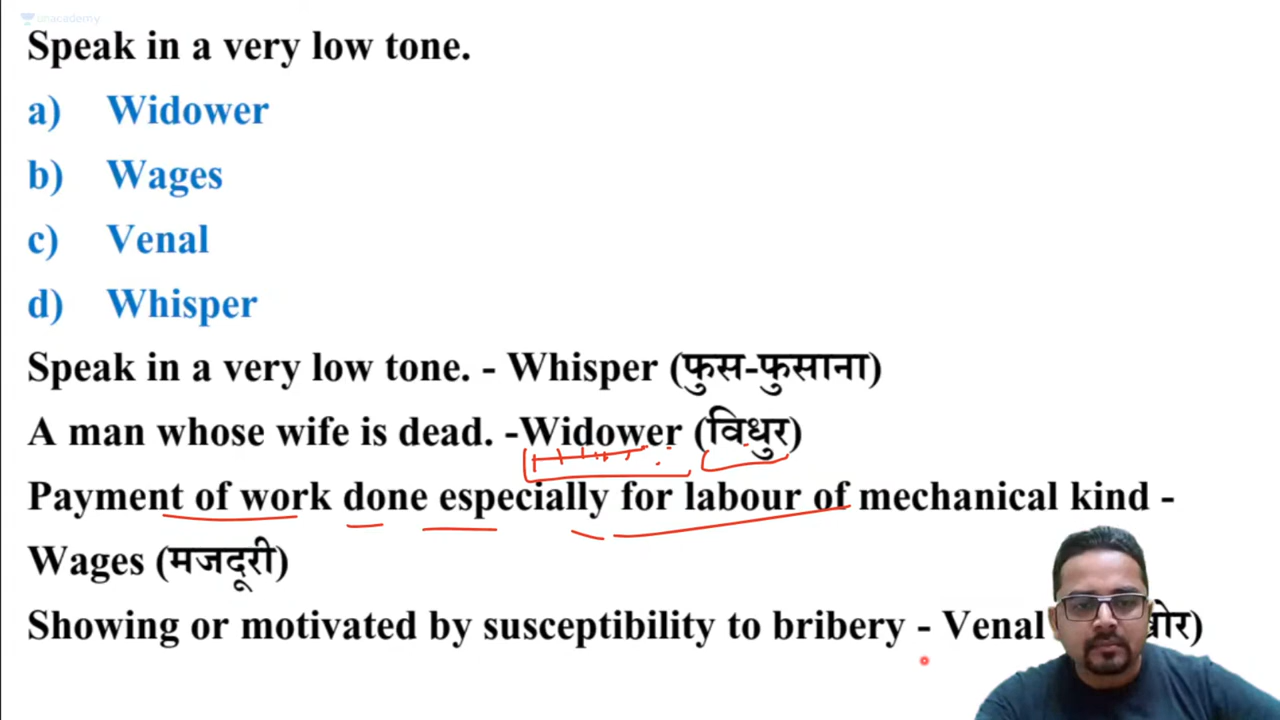 unacademy
Speak in a very low tone.
a) Widower
b) Wages
c) Venal
d) Whisper
Speak in a very low tone. - Whisper (फुस-फुसाना)
A man whose wife is dead. -Widower (विधुर)
Payment of work done especially for labour of mechanical kind -
Wages (मजदूरी)
Showing or motivated by susceptibility to bribery - Venal